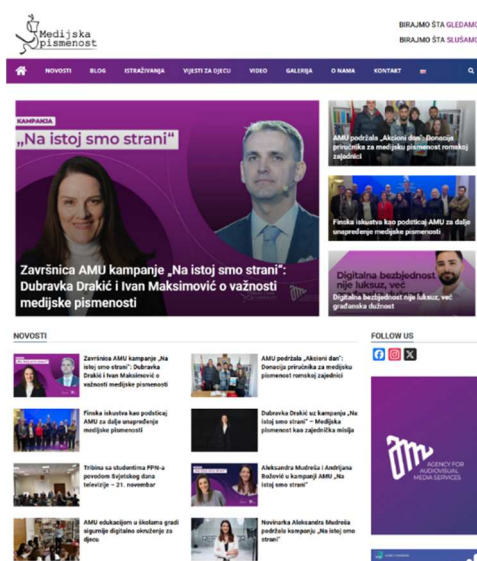 Medijska
pismenost
BIRAJMO ŠTA GLEDAMO
BIRAJMO ŠTA SLUŠAMO
NOVOSTI BLOG ISTRAŽIVANJA VIJESTI ZA DJECU VIDEO GALERIJA O NAMA KONTAKT
KAMPANJA
„Na istoj smo strani“
Završnica AMU kampanje „Na istoj smo strani“:
Dubravka Drakić i Ivan Maksimović o važnosti
medijske pismenosti
AMU podržala „Akcioni dan“: Donacija
priručnika za medijsku pismenost romskoj
zajednici
Finska iskustva kao podsticaj AMU za dalje
unapređenje medijske pismenosti
Digitalna bezbjednost
nije luksuz, već
građanska dužnost
Digitalna bezbjednost nije luksuz, već
građanska dužnost
NOVOSTI
Završnica AMU kampanje „Na
istoj smo strani“: Dubravka
Drakić i Ivan Maksimović o
važnosti medijske pismenosti
AMU podržala „Akcioni dan“:
Donacija priručnika za medijsku
pismenost romskoj zajednici
Finska iskustva kao podsticaj
AMU za dalje unapređenje
medijske pismenosti
Dubravka Drakić uz kampanju „Na
istoj smo strani“ – Medijska
pismenost kao zajednička misija
Tribina sa studentima FPN-a
povodom Svjetskog dana
televizije – 21. novembar
Aleksandra Mudreša i Andrijana
Božović u kampanji AMU „Na
istoj smo strani“
AMU edukacijom u školama gradi
sigurnije digitalno okruženje za
djecu
Novinarka Aleksandra Mudreša
podržala kampanju „Na istoj smo
strani“
FOLLOW US
amu
AGENCY FOR
AUDIOVISUAL
MEDIA SERVICES